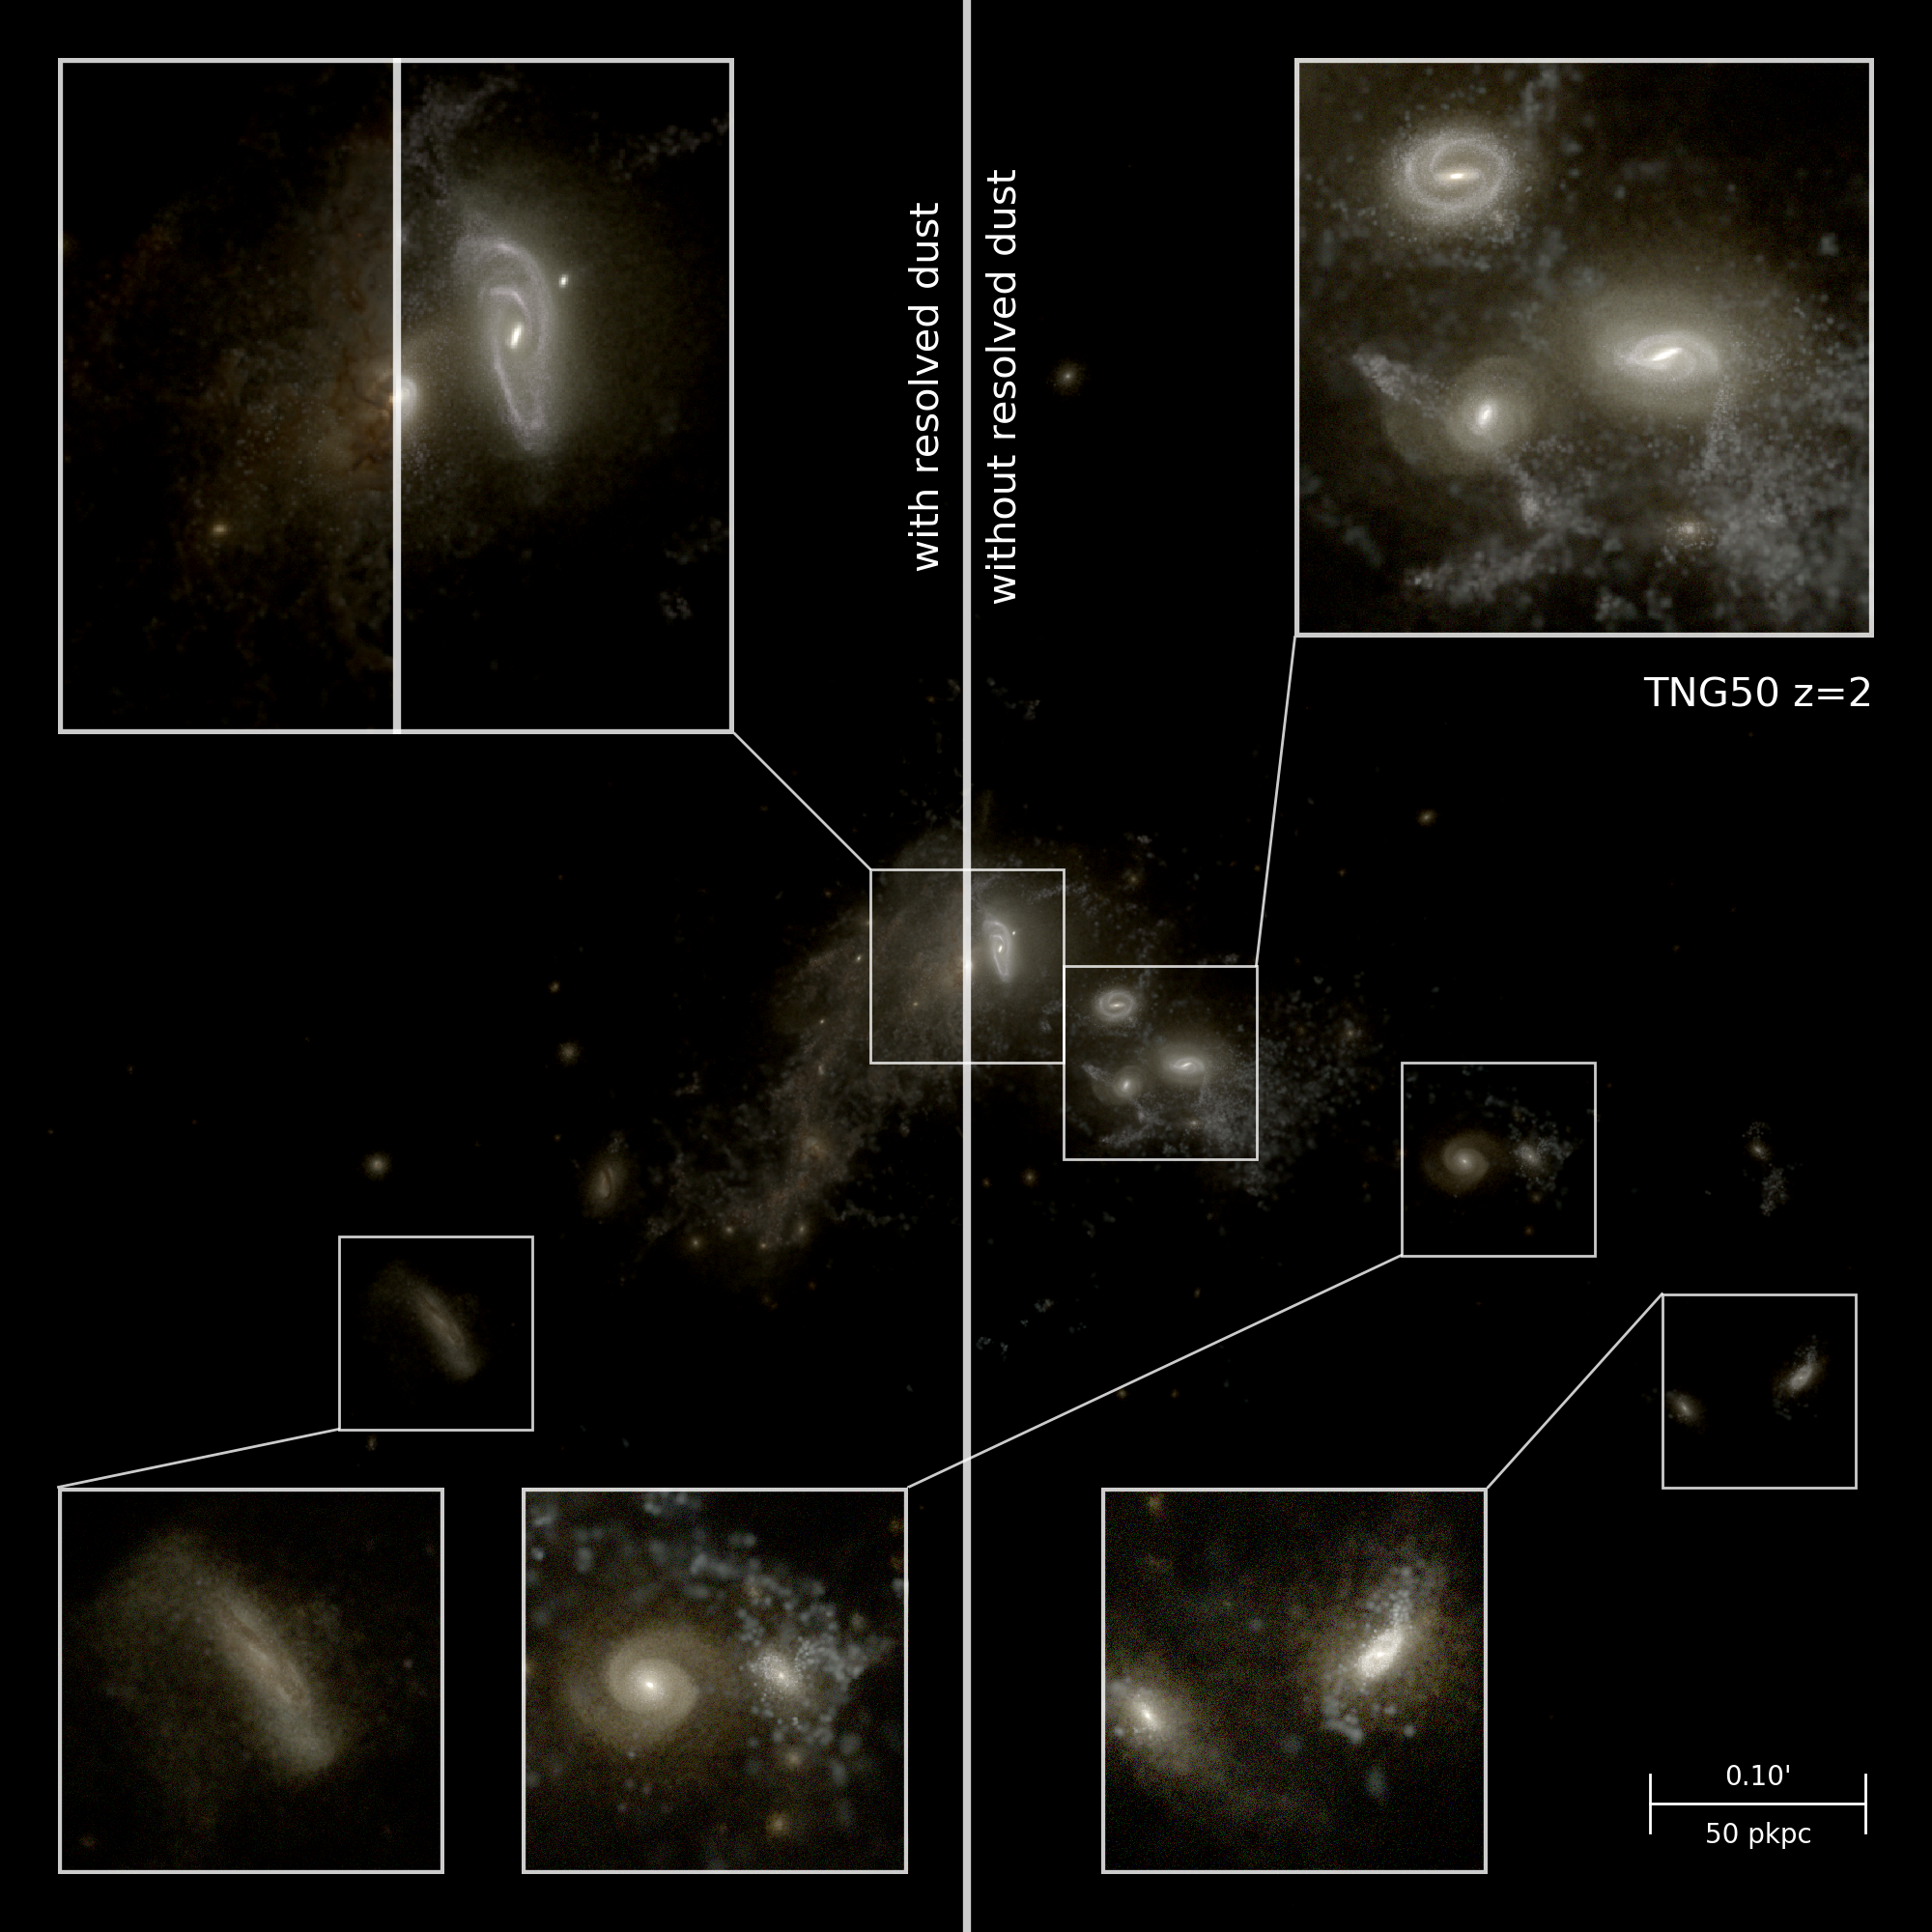 with resolved dust
without resolved dust
TNG50 z=2
0.10'
50 pkpc